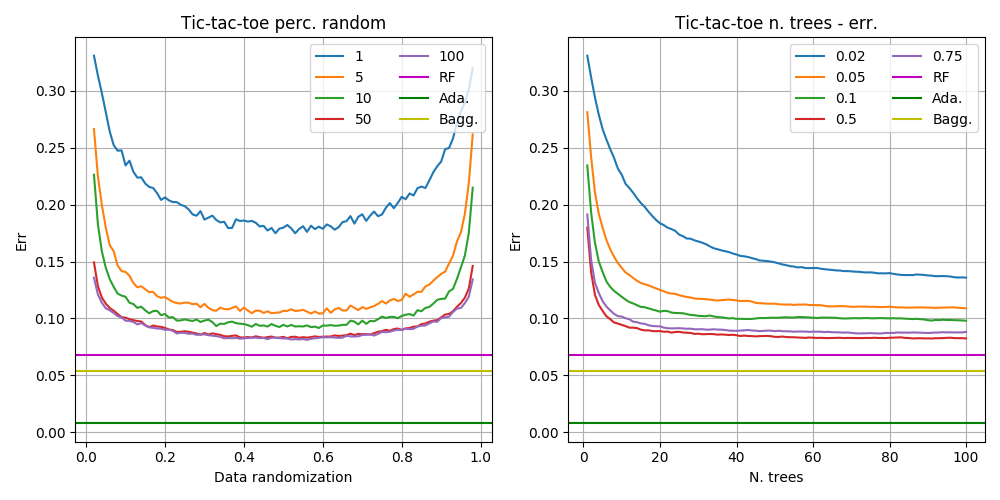 Tic-tac-toe perc. random
1
5
10
50
100
RF
Ada.
Bagg.
0.30
0.25
0.20
0.15
0.10
0.05
0.00
Err
0.0 0.2 0.4 0.6 0.8 1.0
Data randomization
Tic-tac-toe n. trees - err.
0.02
0.05
0.1
0.5
0.75
RF
Ada.
Bagg.
0.30
0.25
0.20
0.15
0.10
0.05
0.00
Err
0 20 40 60 80 100
N. trees